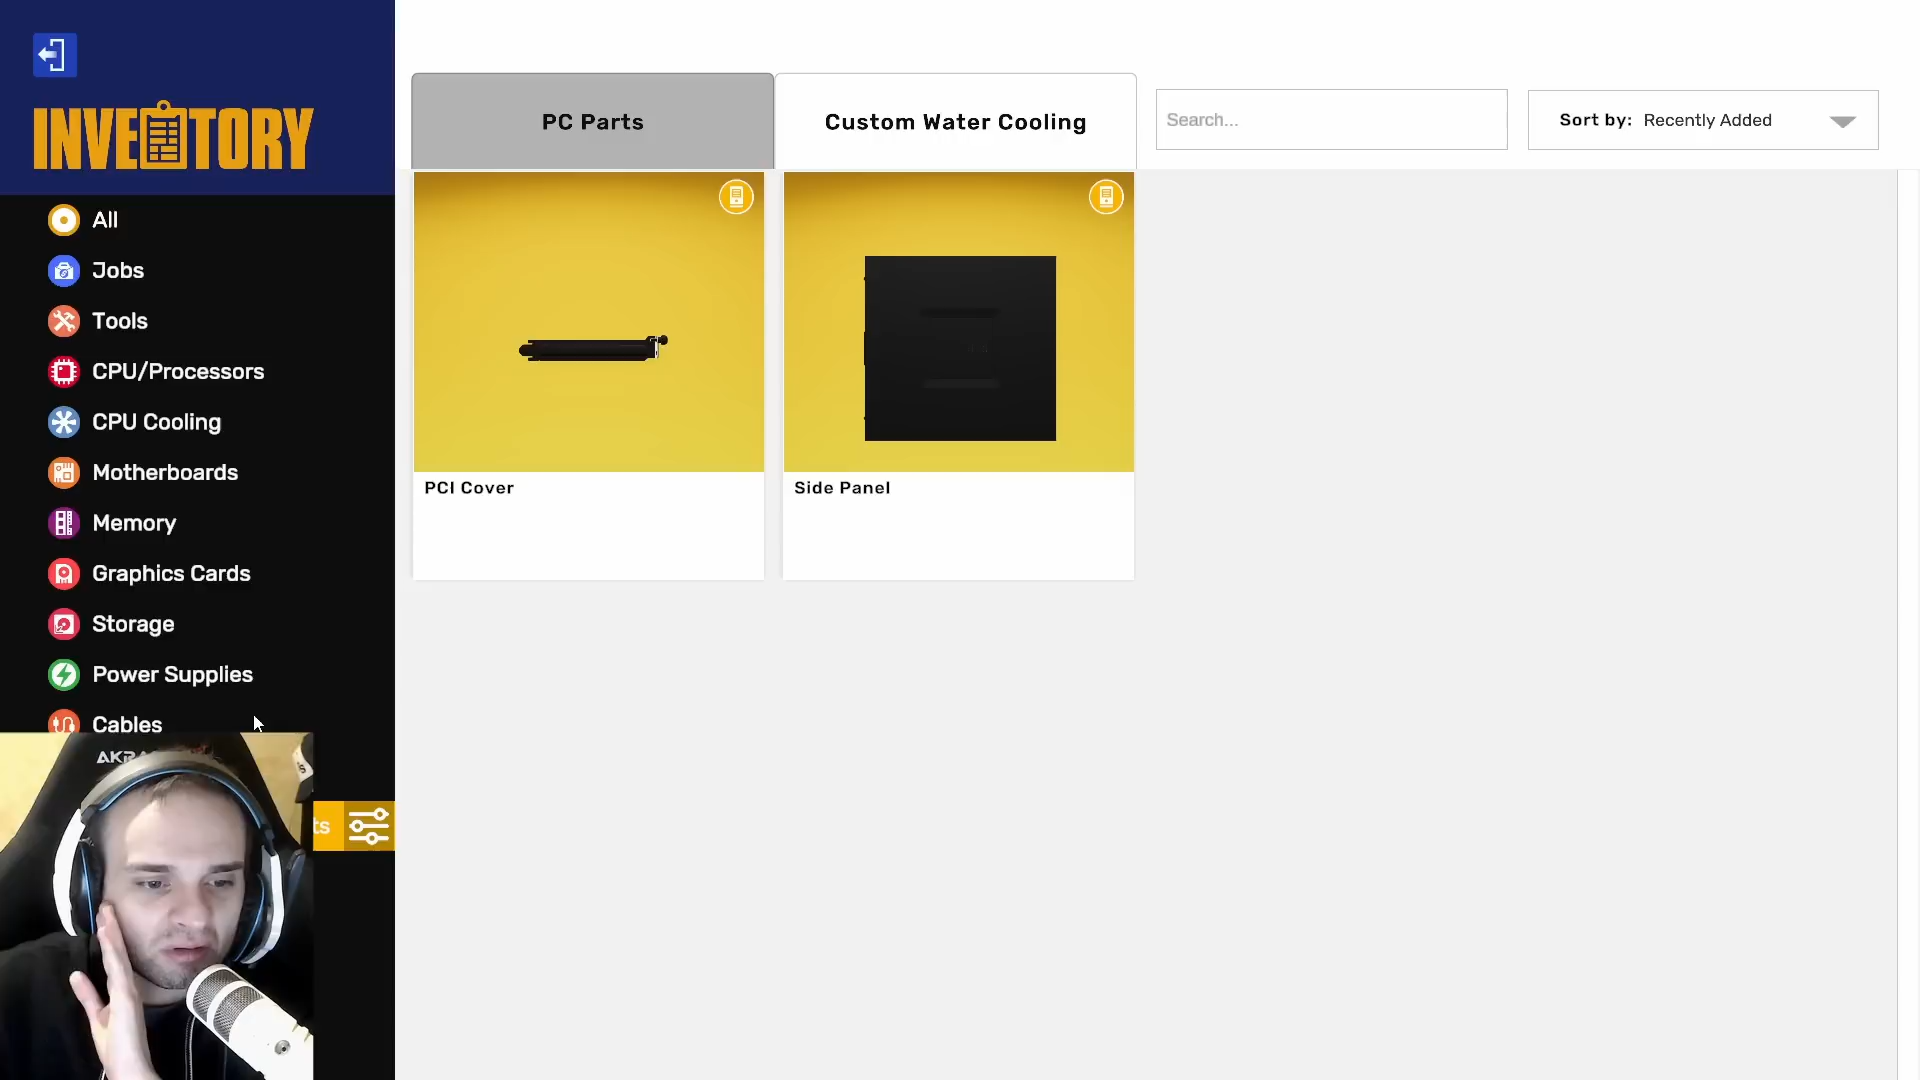 INVENTORY
PC Parts
Custom Water Cooling
Search...
Sort by: Recently Added
All
Jobs
Tools
CPU/Processors
CPU Cooling
Motherboards
Memory
Graphics Cards
Storage
Power Supplies
Cables
PCI Cover
Side Panel
ts